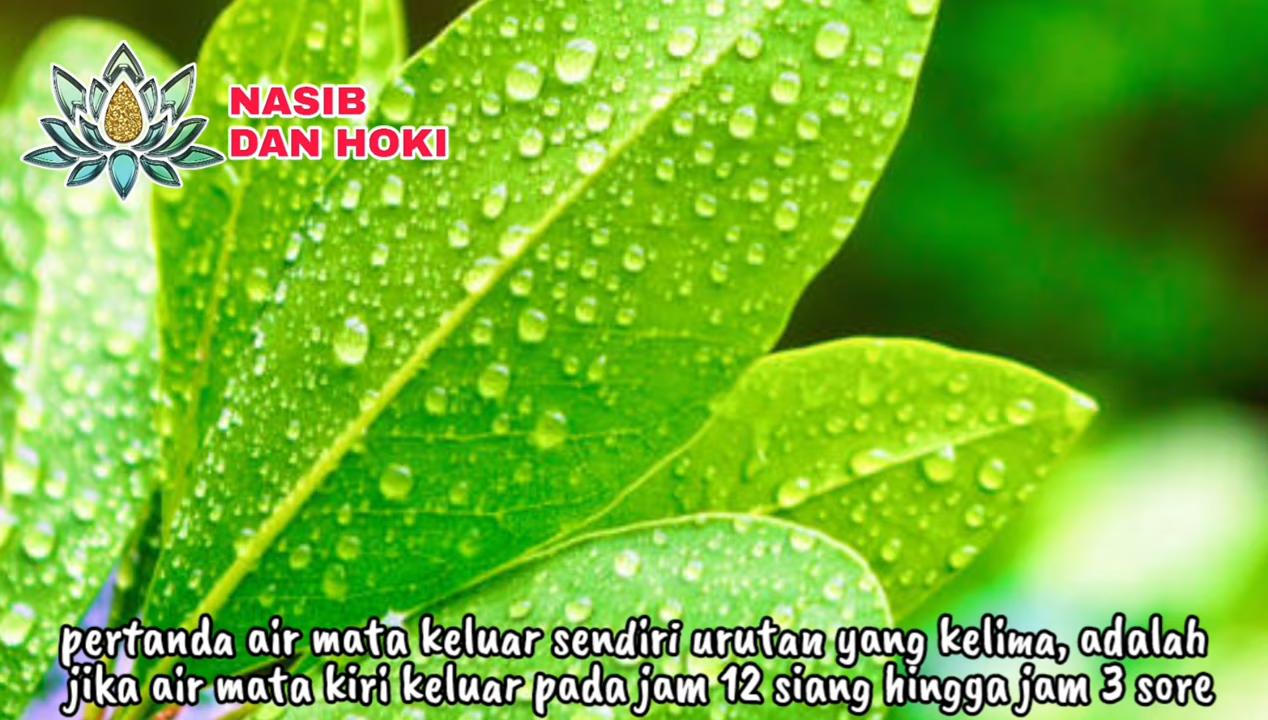 NASIB
DAN HOKI
pertanda air mata keluar sendiri urutan yang kelima, adalah
jika air mata kiri keluar pada jam 12 siang hingga jam 3 sore